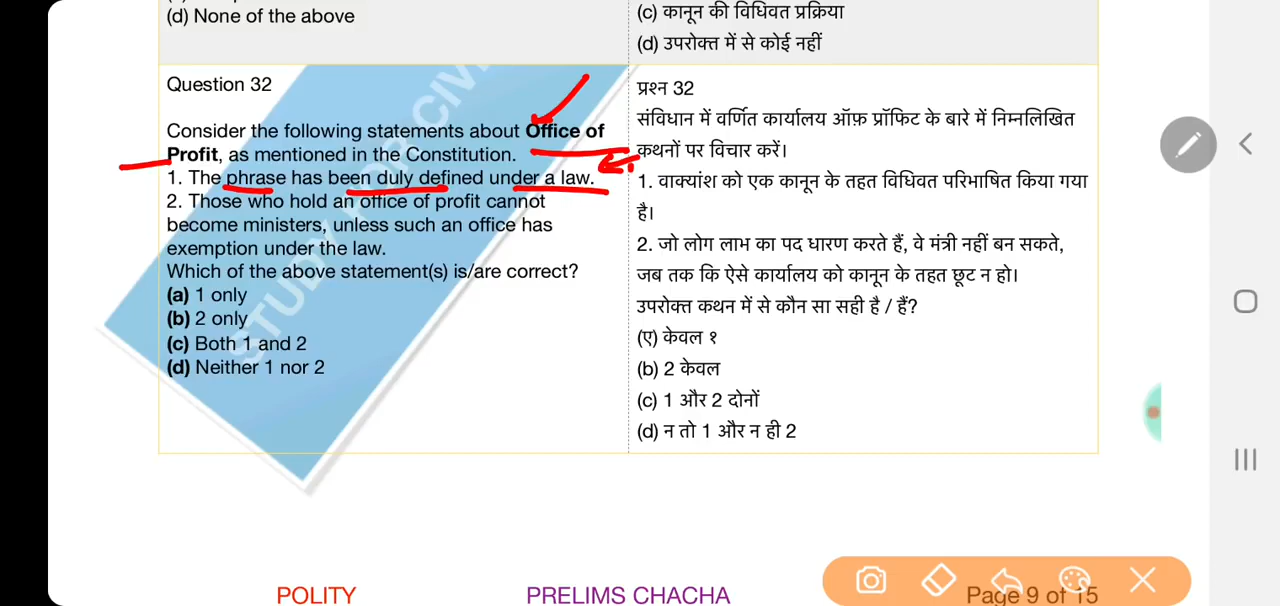 (d) None of the above
Question 32
Consider the following statements about Office of
Profit, as mentioned in the Constitution.
1. The phrase has been duly defined under a law.
2. Those who hold an office of profit cannot
become ministers, unless such an office has
exemption under the law.
Which of the above statement(s) is/are correct?
(a) 1 only
(b) 2 only
(c) Both 1 and 2
(d) Neither 1 nor 2
(c) कानून की विधिवत प्रक्रिया
(d) उपरोक्त में से कोई नहीं
प्रश्न 32
संविधान में वर्णित कार्यालय ऑफ़ प्रॉफिट के बारे में निम्नलिखित
कथनों पर विचार करें।
1. वाक्यांश को एक कानून के तहत विधिवत परिभाषित किया गया
है।
2. जो लोग लाभ का पद धारण करते हैं, वे मंत्री नहीं बन सकते,
जब तक कि ऐसे कार्यालय को कानून के तहत छूट न हो।
उपरोक्त कथन में से कौन सा सही है / हैं?
(ए) केवल १
(b) 2 केवल
(c) 1 और 2 दोनों
(d) न तो 1 और न ही 2
STUDY FOR CIVI
POLITY
PRELIMS CHACHA
Page 9 of 15